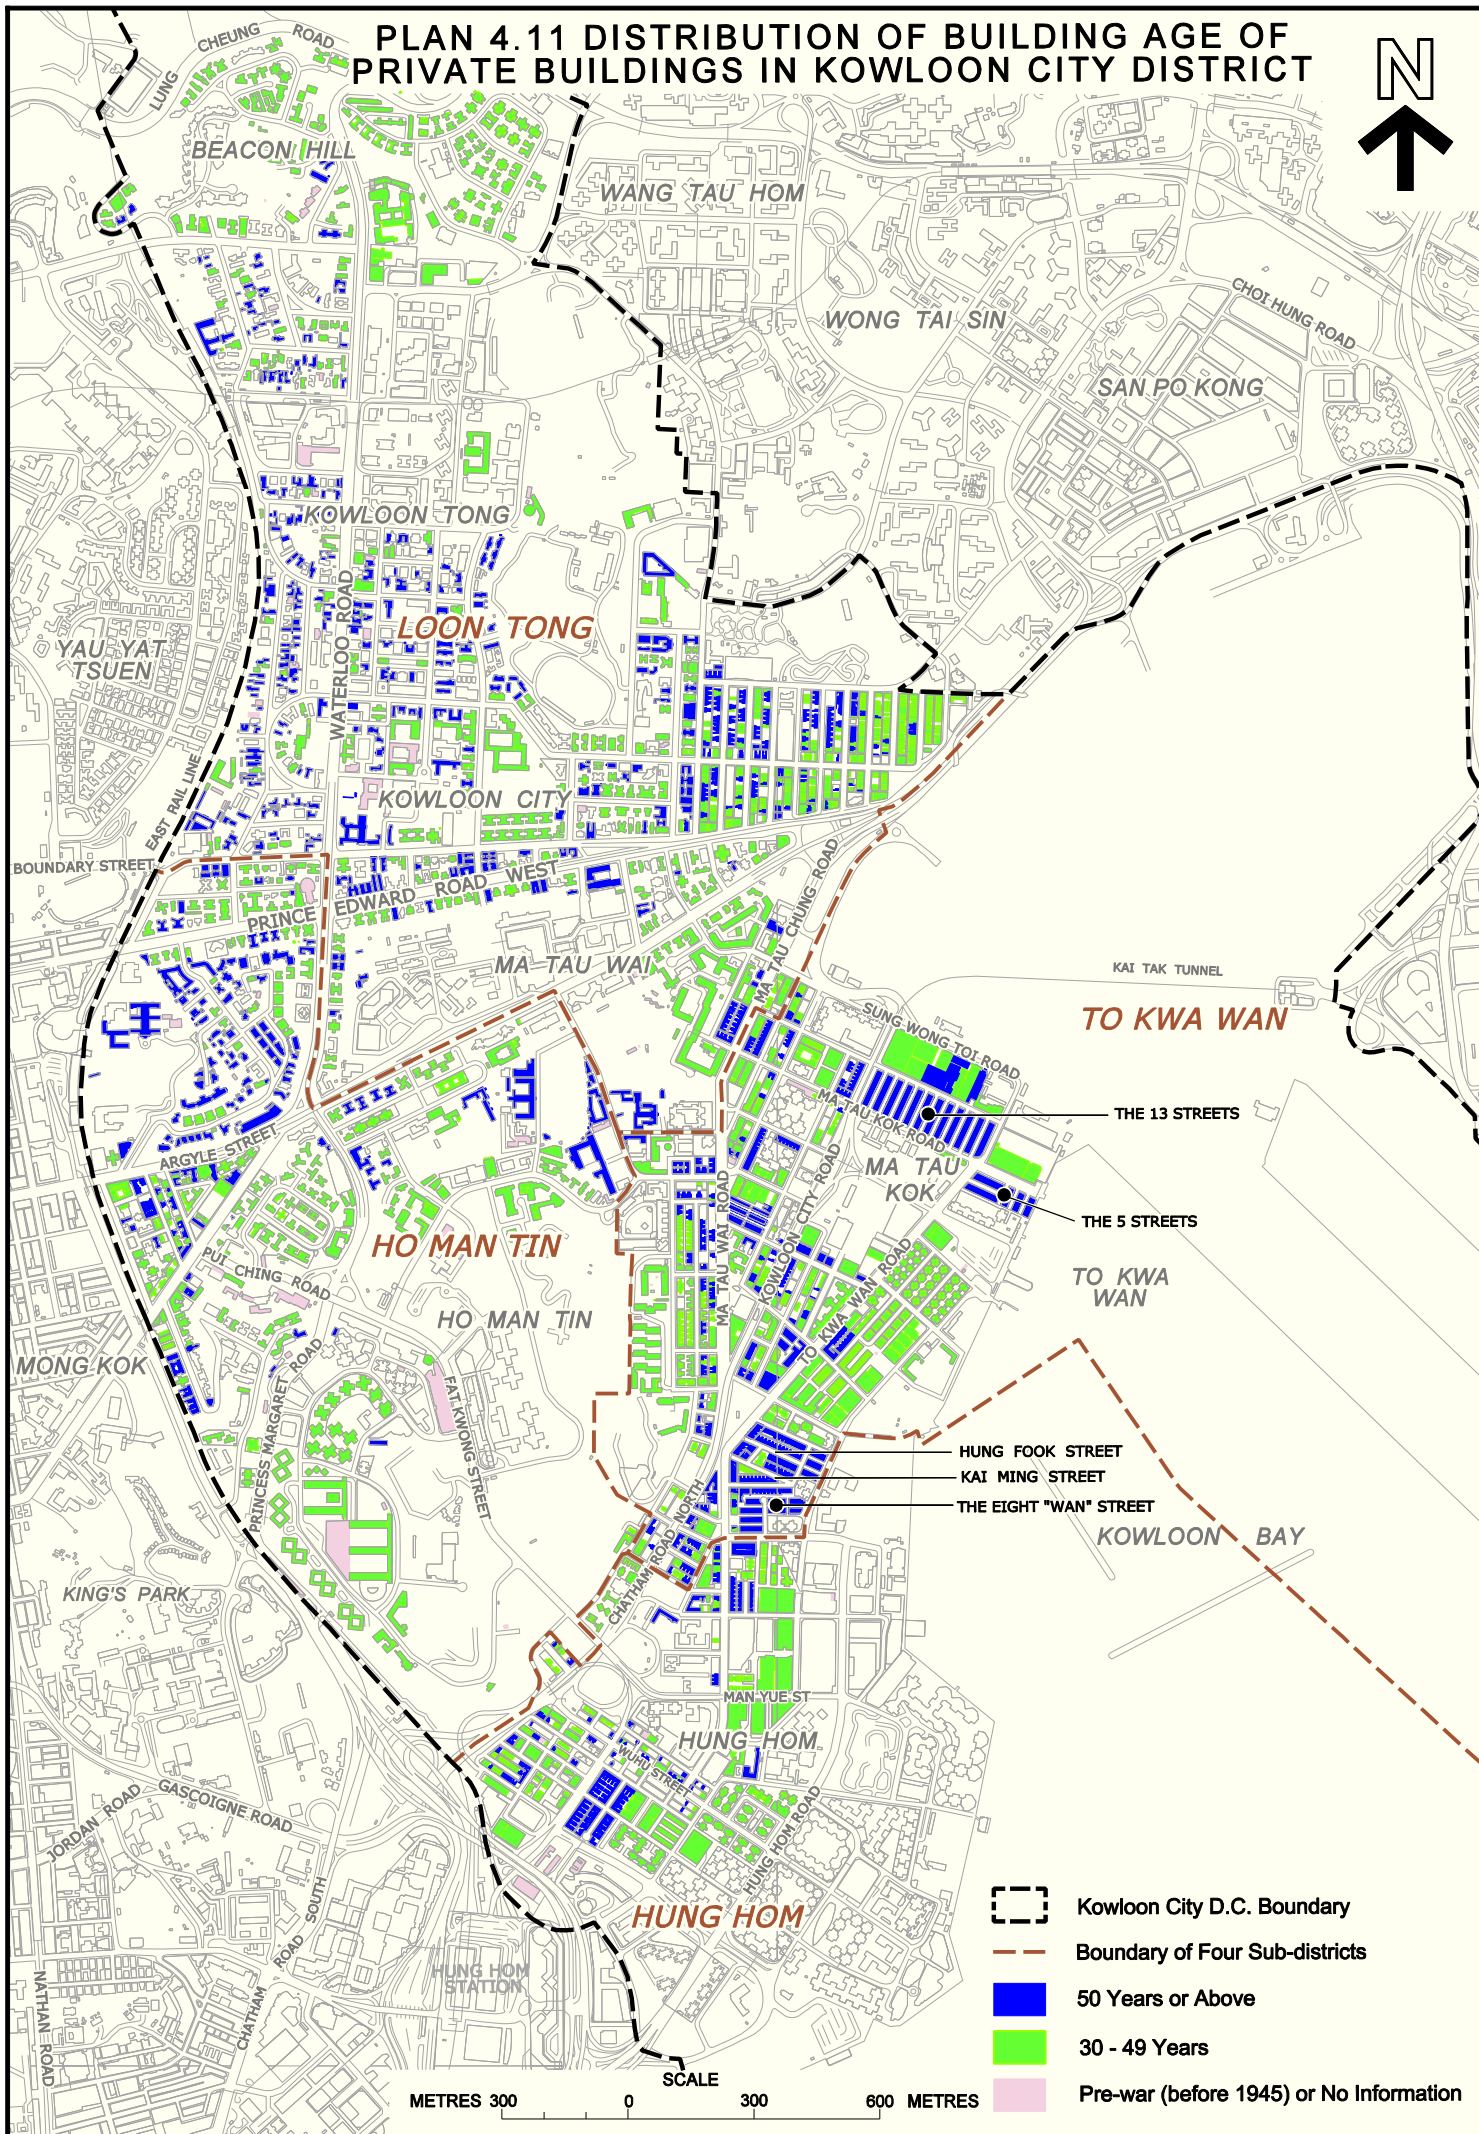 PLAN 4.11 DISTRIBUTION OF BUILDING AGE OF
PRIVATE BUILDINGS IN KOWLOON CITY DISTRICT
N
LUNG
CHEUNG
ROAD
BEACON HILL
WANG TAU HOM
WONG TAI SIN
CHOI HUNG ROAD
SAN PO KONG
KOWLOON TONG
WATERLOO ROAD
LOON TONG
YAU YAT
TSUEN
EAST RAIL LINE
KOWLOON CITY
BOUNDARY STREET
PRINCE EDWARD ROAD WEST
MA TAU CHUNG ROAD
MA TAU WAI
KAI TAK TUNNEL
SUNG WONG TOI ROAD
TO KWA WAN
THE 13 STREETS
MA TAU KOK ROAD
ARGYLE STREET
MA TAU
KOK
KOWLOON CITY ROAD
MA TAU WAI ROAD
THE 5 STREETS
HO MAN TIN
PUI CHING ROAD
TO KWA WAN ROAD
TO KWA
WAN
HO MAN TIN
MONG KOK
PRINCESS MARGARET ROAD
FAT KWONG STREET
HUNG FOOK STREET
KAI MING STREET
THE EIGHT "WAN" STREET
CHATHAM ROAD NORTH
KOWLOON BAY
KING'S PARK
MAN YUE ST
HUNG HOM
WUHU STREET
HUNG HOM ROAD
GASCOIGNE ROAD
JORDAN ROAD
HUNG HOM
CHATHAM ROAD SOUTH
HUNG HOM
STATION
NATHAN ROAD
Kowloon City D.C. Boundary
Boundary of Four Sub-districts
50 Years or Above
30 - 49 Years
Pre-war (before 1945) or No Information
SCALE
METRES 300 0 300 600 METRES